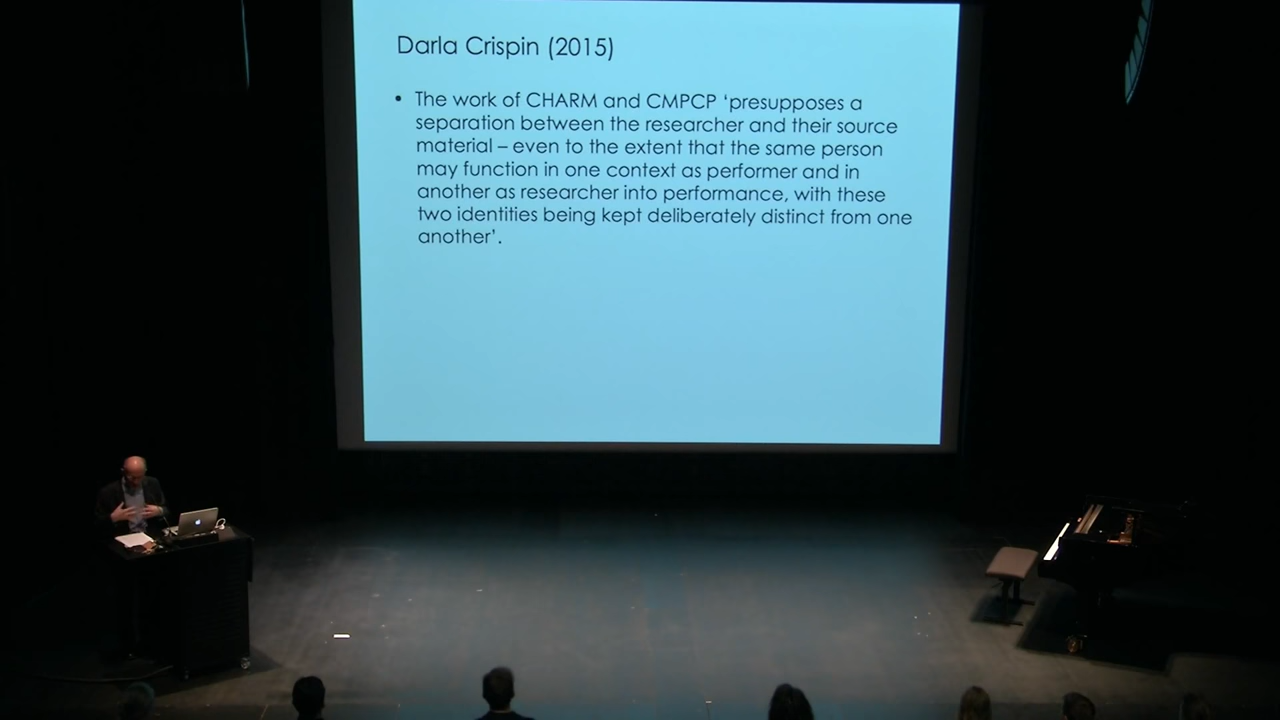 Darla Crispin (2015)
• The work of CHARM and CMPCP ‘presupposes a
separation between the researcher and their source
material – even to the extent that the same person
may function in one context as performer and in
another as researcher into performance, with these
two identities being kept deliberately distinct from one
another’.